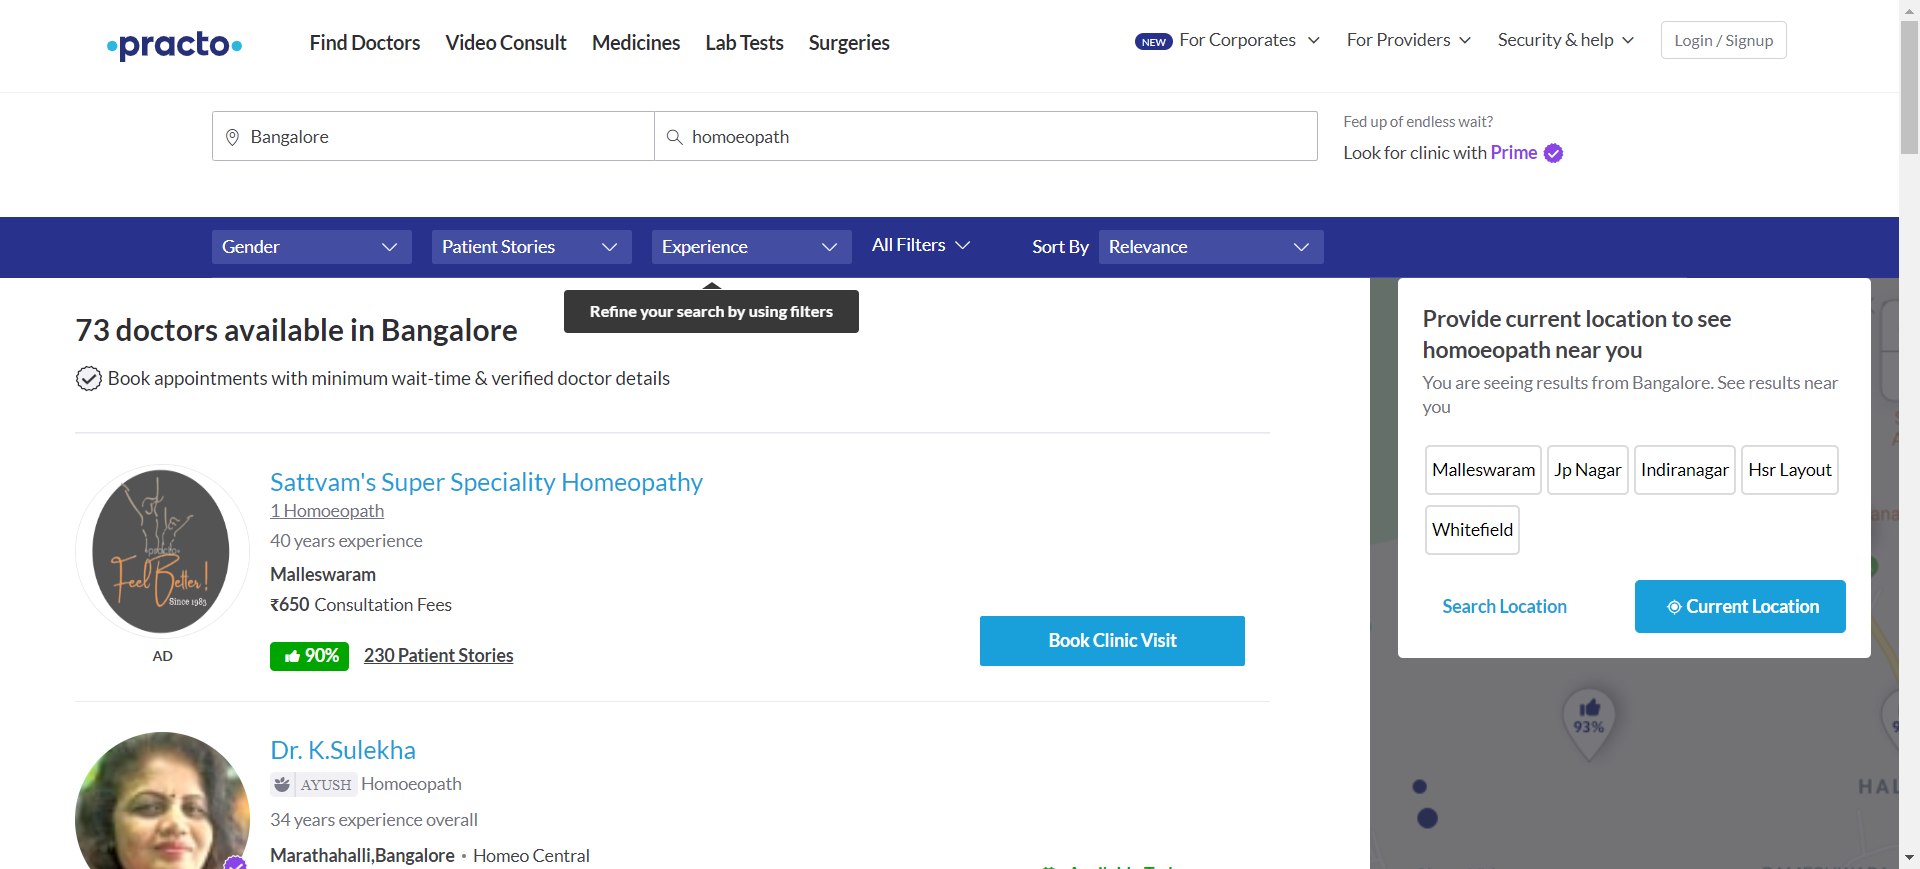 practo
Find Doctors
Video Consult
Medicines
Lab Tests
Surgeries
NEW For Corporates
For Providers
Security & help
Login / Signup
Bangalore
homoeopath
Fed up of endless wait?
Look for clinic with Prime
Gender
Patient Stories
Experience
All Filters
Sort By
Relevance
Refine your search by using filters
73 doctors available in Bangalore
Book appointments with minimum wait-time & verified doctor details
Feel Better!
Since 1983
AD
Sattvam's Super Speciality Homeopathy
1 Homoeopath
40 years experience
Malleswaram
₹650 Consultation Fees
90%
230 Patient Stories
Book Clinic Visit
Dr. K.Sulekha
AYUSH Homoeopath
34 years experience overall
Marathahalli,Bangalore • Homeo Central
Provide current location to see
homoeopath near you
You are seeing results from Bangalore. See results near
you
Malleswaram
Jp Nagar
Indiranagar
Hsr Layout
Whitefield
Search Location
Current Location
93%
HAL